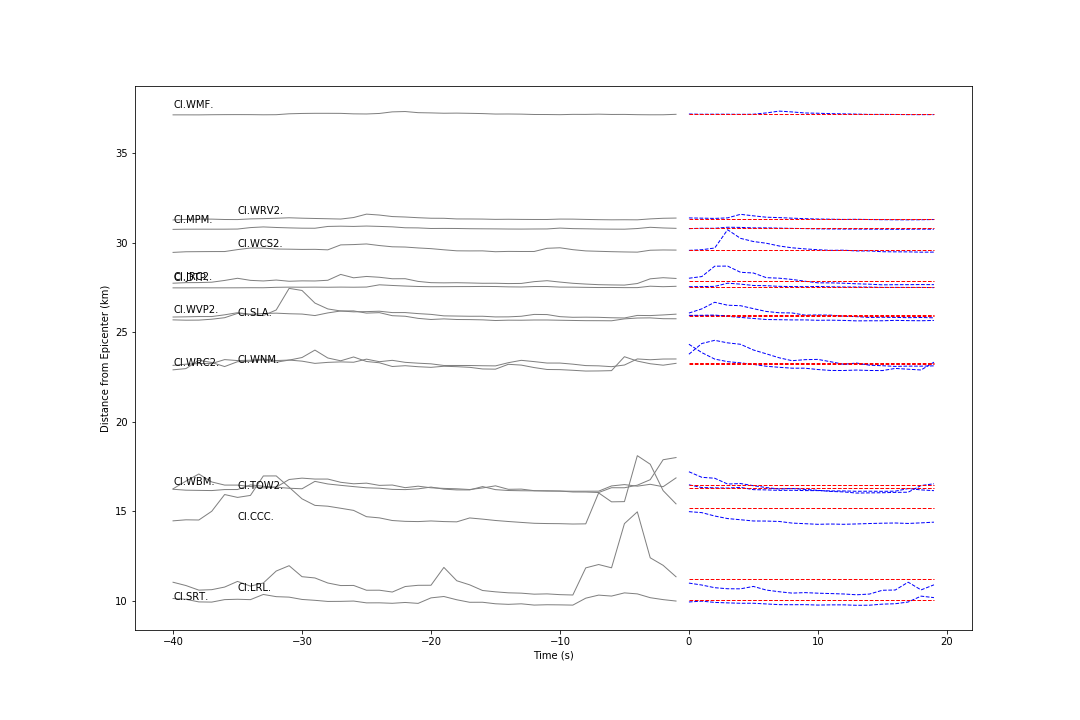 CI.WMF.
35
CI.WRV2.
CI.MPM.
30
CI.WCS2.
CI.JRC2.
25
CI.WVP2.
CI.SLA.
CI.WRC2.
CI.WNM.
Distance from Epicenter (km)
20
CI.WBM.
CI.TOW2.
15
CI.CCC.
CI.LRL.
CI.SRT.
10
−40
−30
−20
−10
0
10
20
Time (s)